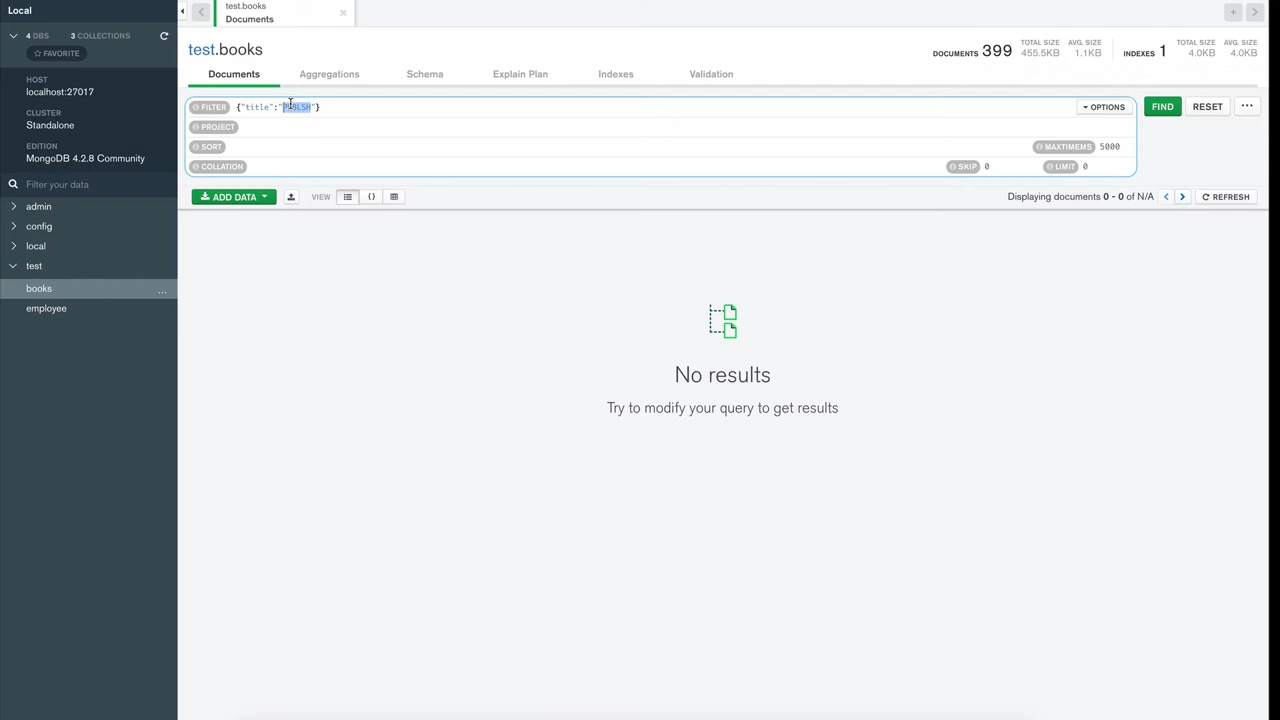 Local
4 DBS 3 COLLECTIONS
FAVORITE
HOST
localhost:27017
CLUSTER
Standalone
EDITION
MongoDB 4.2.8 Community
Filter your data
admin
config
local
test
books ...
employee
test.books
Documents
test.books
DOCUMENTS 399 TOTAL SIZE 455.5KB AVG. SIZE 1.1KB INDEXES 1 TOTAL SIZE 4.0KB AVG. SIZE 4.0KB
Documents Aggregations Schema Explain Plan Indexes Validation
FILTER {"title":"PUBLSH"} OPTIONS FIND RESET ...
PROJECT
SORT MAXTIMEMS 5000
COLLATION SKIP 0 LIMIT 0
ADD DATA VIEW {} Displaying documents 0 - 0 of N/A < > REFRESH
No results
Try to modify your query to get results